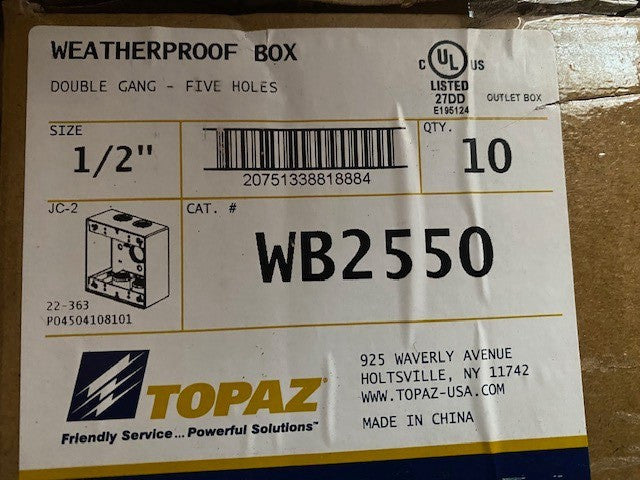 WEATHERPROOF BOX
DOUBLE GANG - FIVE HOLES
C UL US
LISTED
27DD
E195124
OUTLET BOX
SIZE
1/2"
20751338818884
QTY.
10
JC-2
22-363
PO4504108101
CAT. #
WB2550
TOPAZ
Friendly Service... Powerful Solutions™
925 WAVERLY AVENUE
HOLTSVILLE, NY 11742
WWW.TOPAZ-USA.COM
MADE IN CHINA